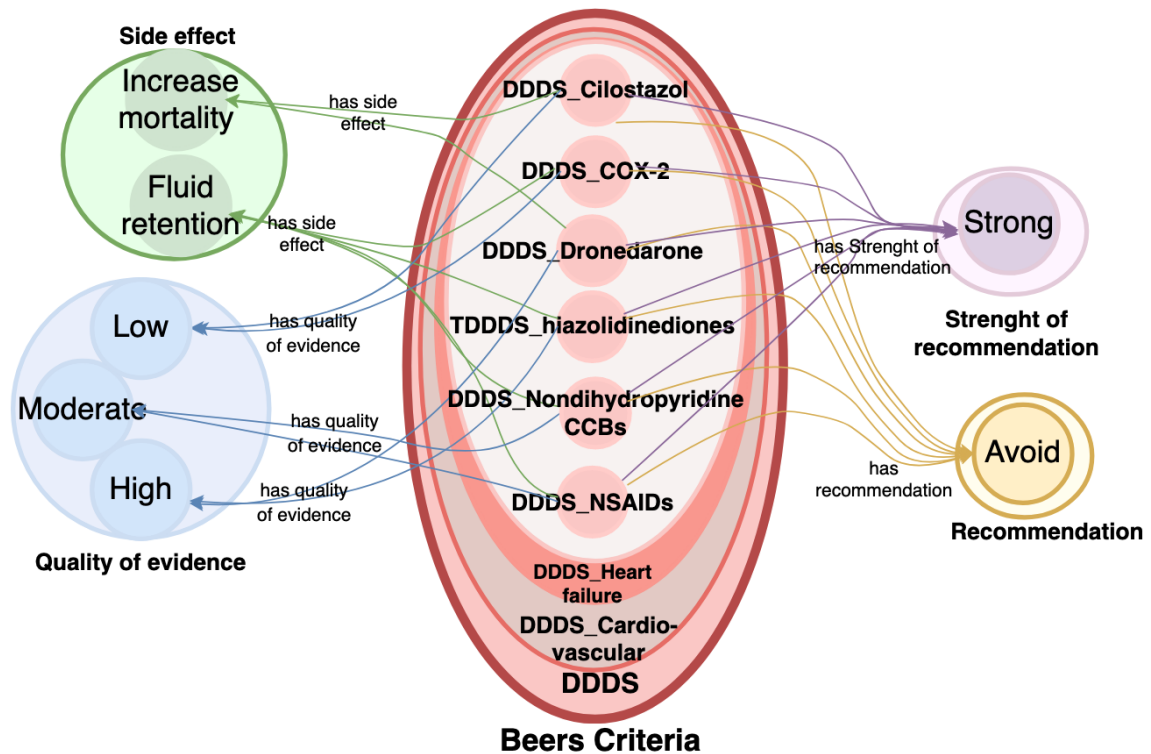 Side effect
Increase
mortality
Fluid
retention
has side
effect
has side
effect
Low
Moderate
High
has quality
of evidence
has quality
of evidence
has quality
of evidence
Quality of evidence
DDDS_Cilostazol
DDDS_COX-2
DDDS_Dronedarone
TDDDS_hiazolidinediones
DDDS_Nondihydropyridine
CCBs
DDDS_NSAIDs
DDDS_Heart
failure
DDDS_Cardio-
vascular
DDDS
Beers Criteria
Strong
has Strenght of
recommendation
Strenght of
recommendation
Avoid
has
recommendation
Recommendation